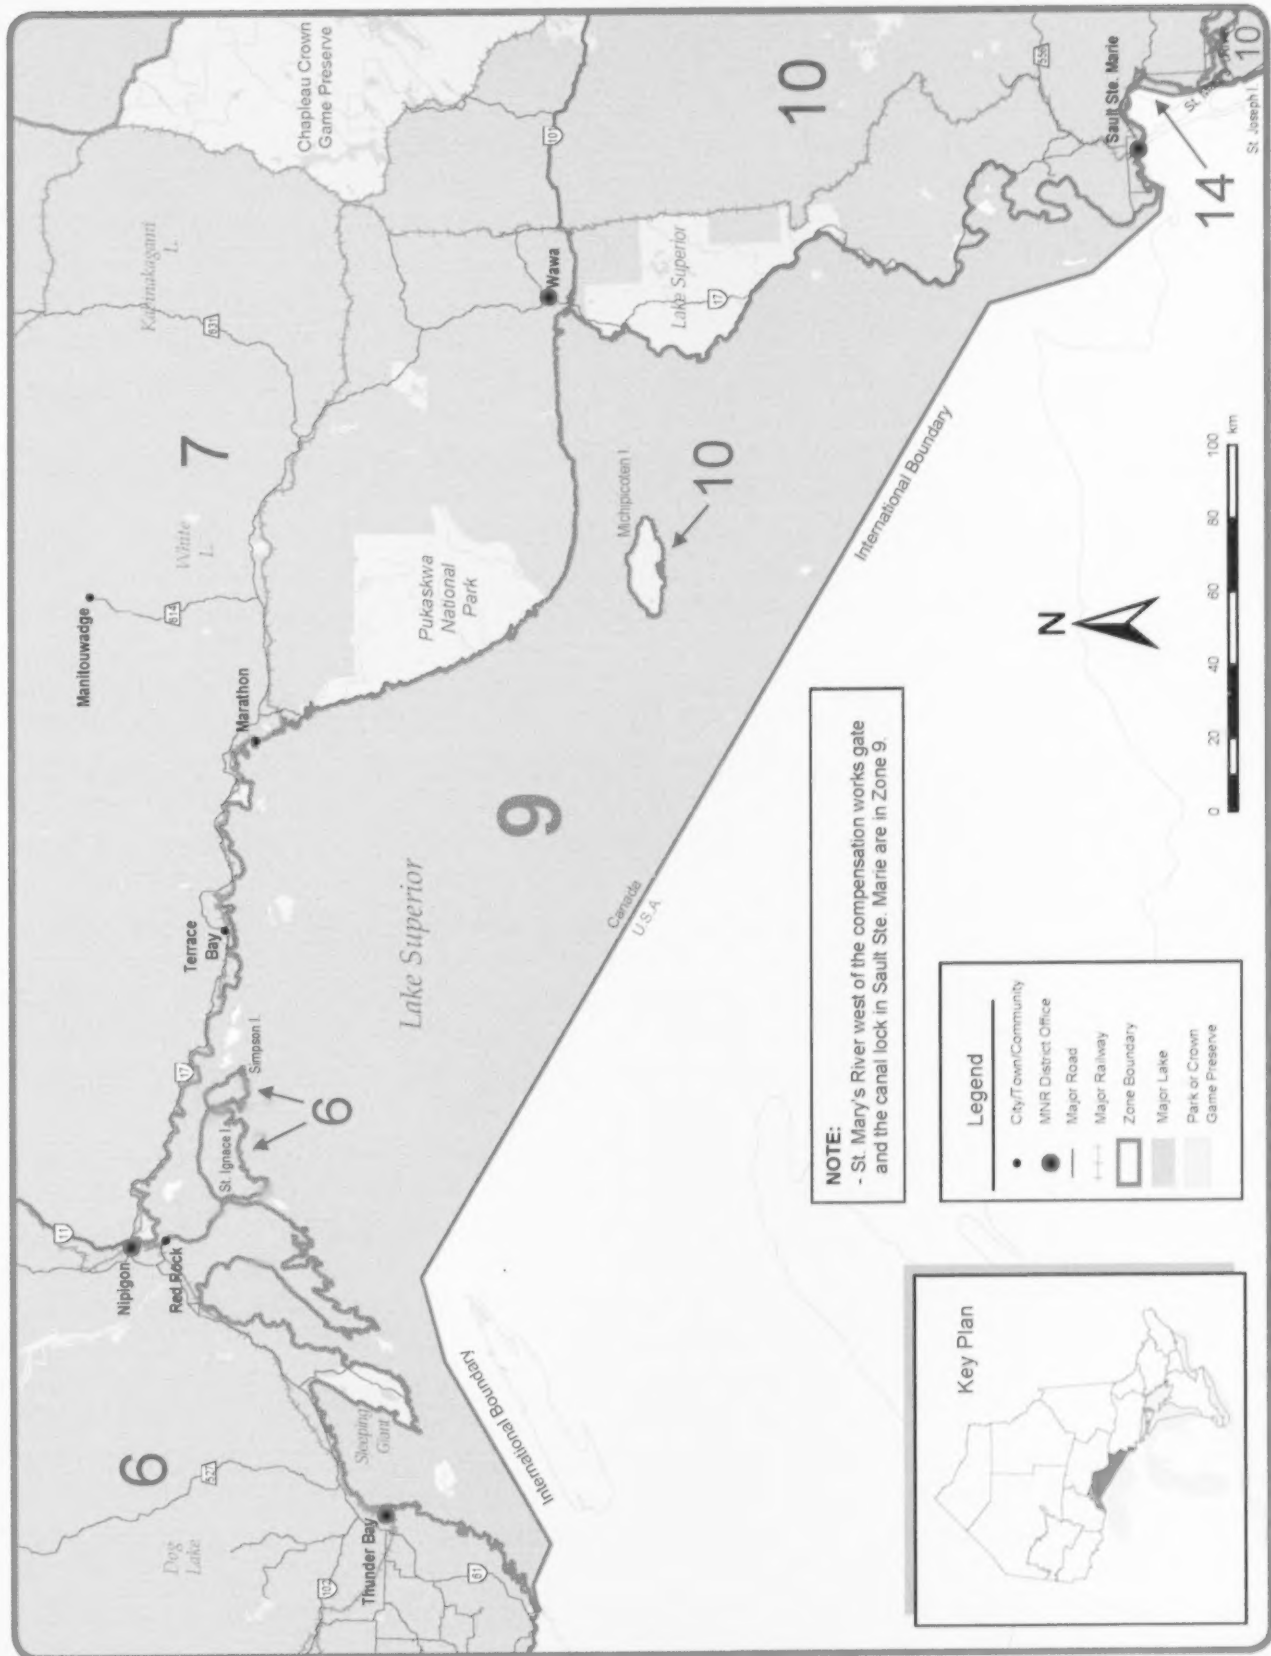 Chapleau Crown
Game Preserve
11
Nipigon
Red Rock
17
Manitouwadge
614
White
L.
7
631
Kabinakagami
L.
101
6
527
Dog
Lake
Terrace
Bay
Marathon
Simpson I.
St. Ignace I.
6
Pukaskwa
National
Park
Wawa
10
556
Sault Ste. Marie
10
Sleeping
Giant
Thunder Bay
102
61
Lake Superior
9
Michipicoten I.
10
Lake Superior
17
14
St. Joseph I.
International Boundary
Canada
U.S.A
International Boundary
NOTE:
- St. Mary's River west of the compensation works gate
and the canal lock in Sault Ste. Marie are in Zone 9.
N
0 20 40 60 80 100
km
Key Plan
Legend
City/Town/Community
MNR District Office
Major Road
Major Railway
Zone Boundary
Major Lake
Park or Crown
Game Preserve